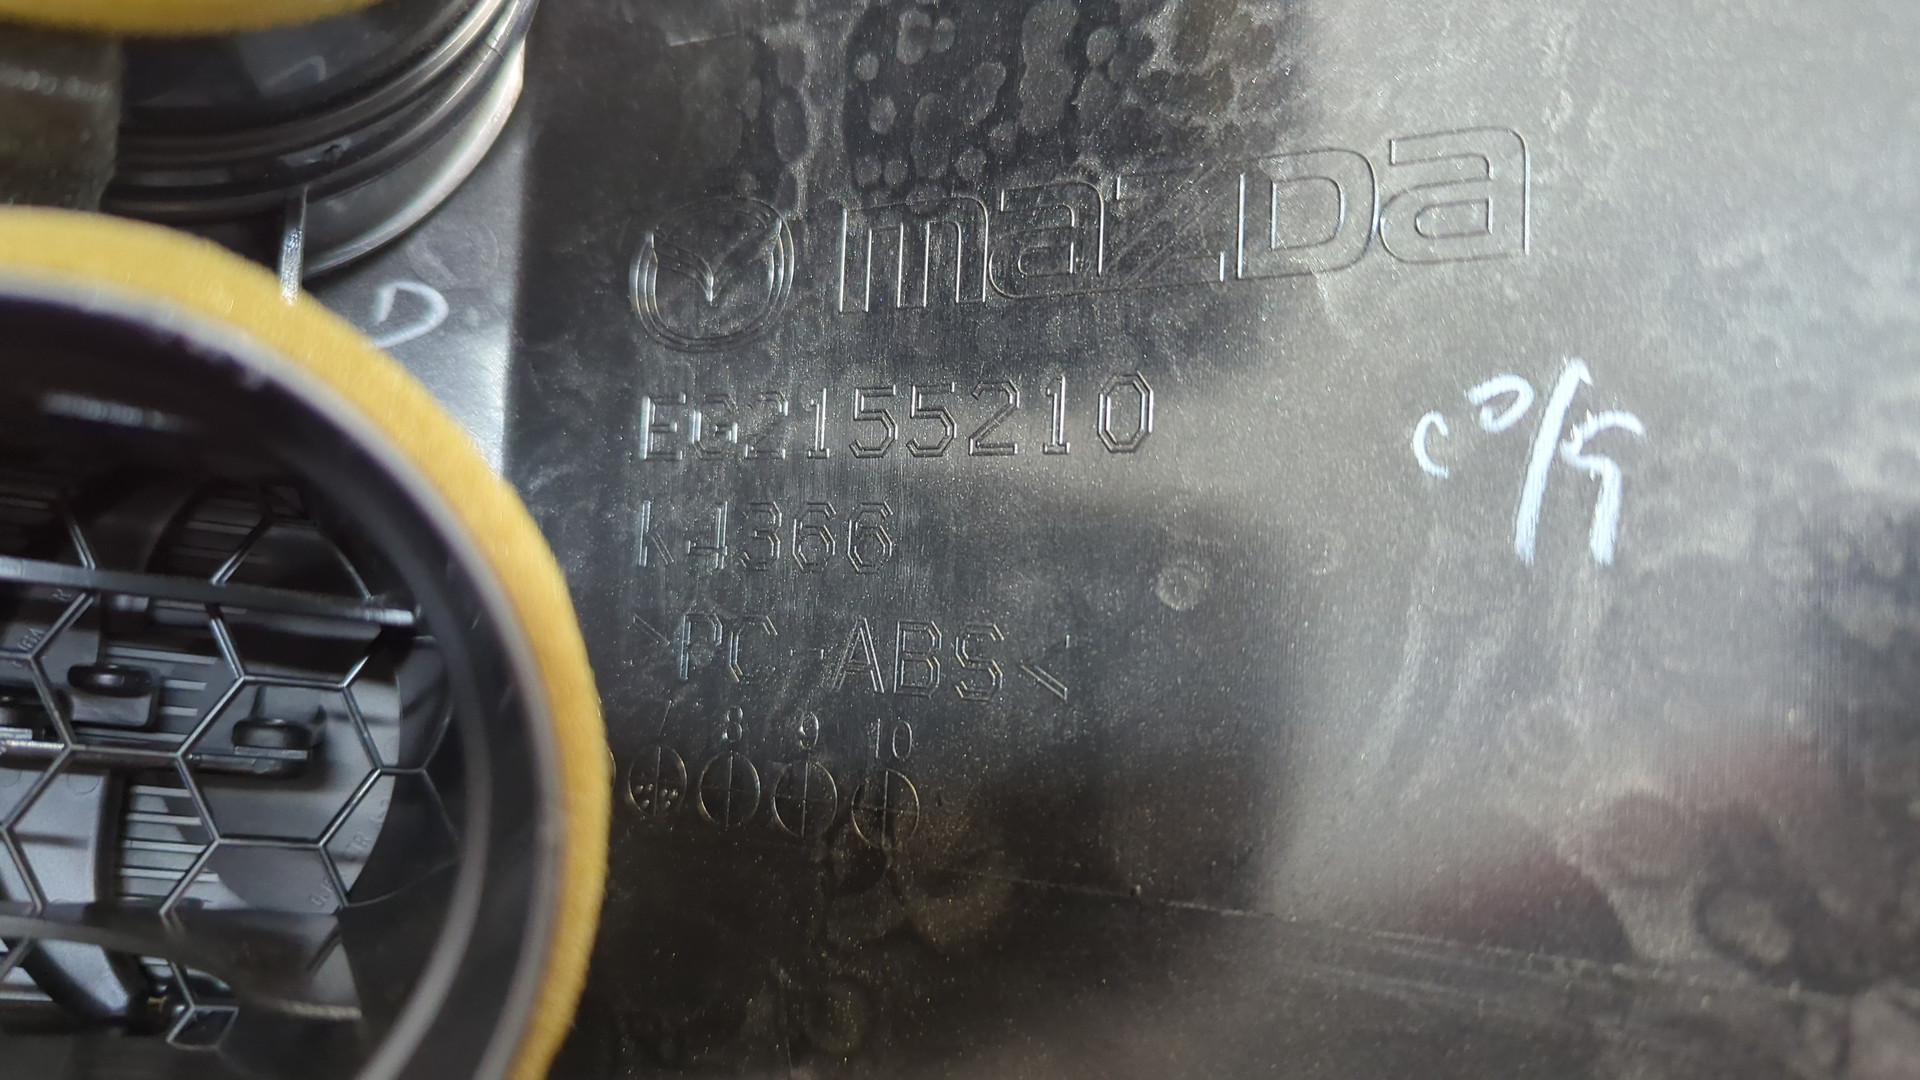 mazda
EG2155210
K4366
>PC-ABS<
7 8 9 10